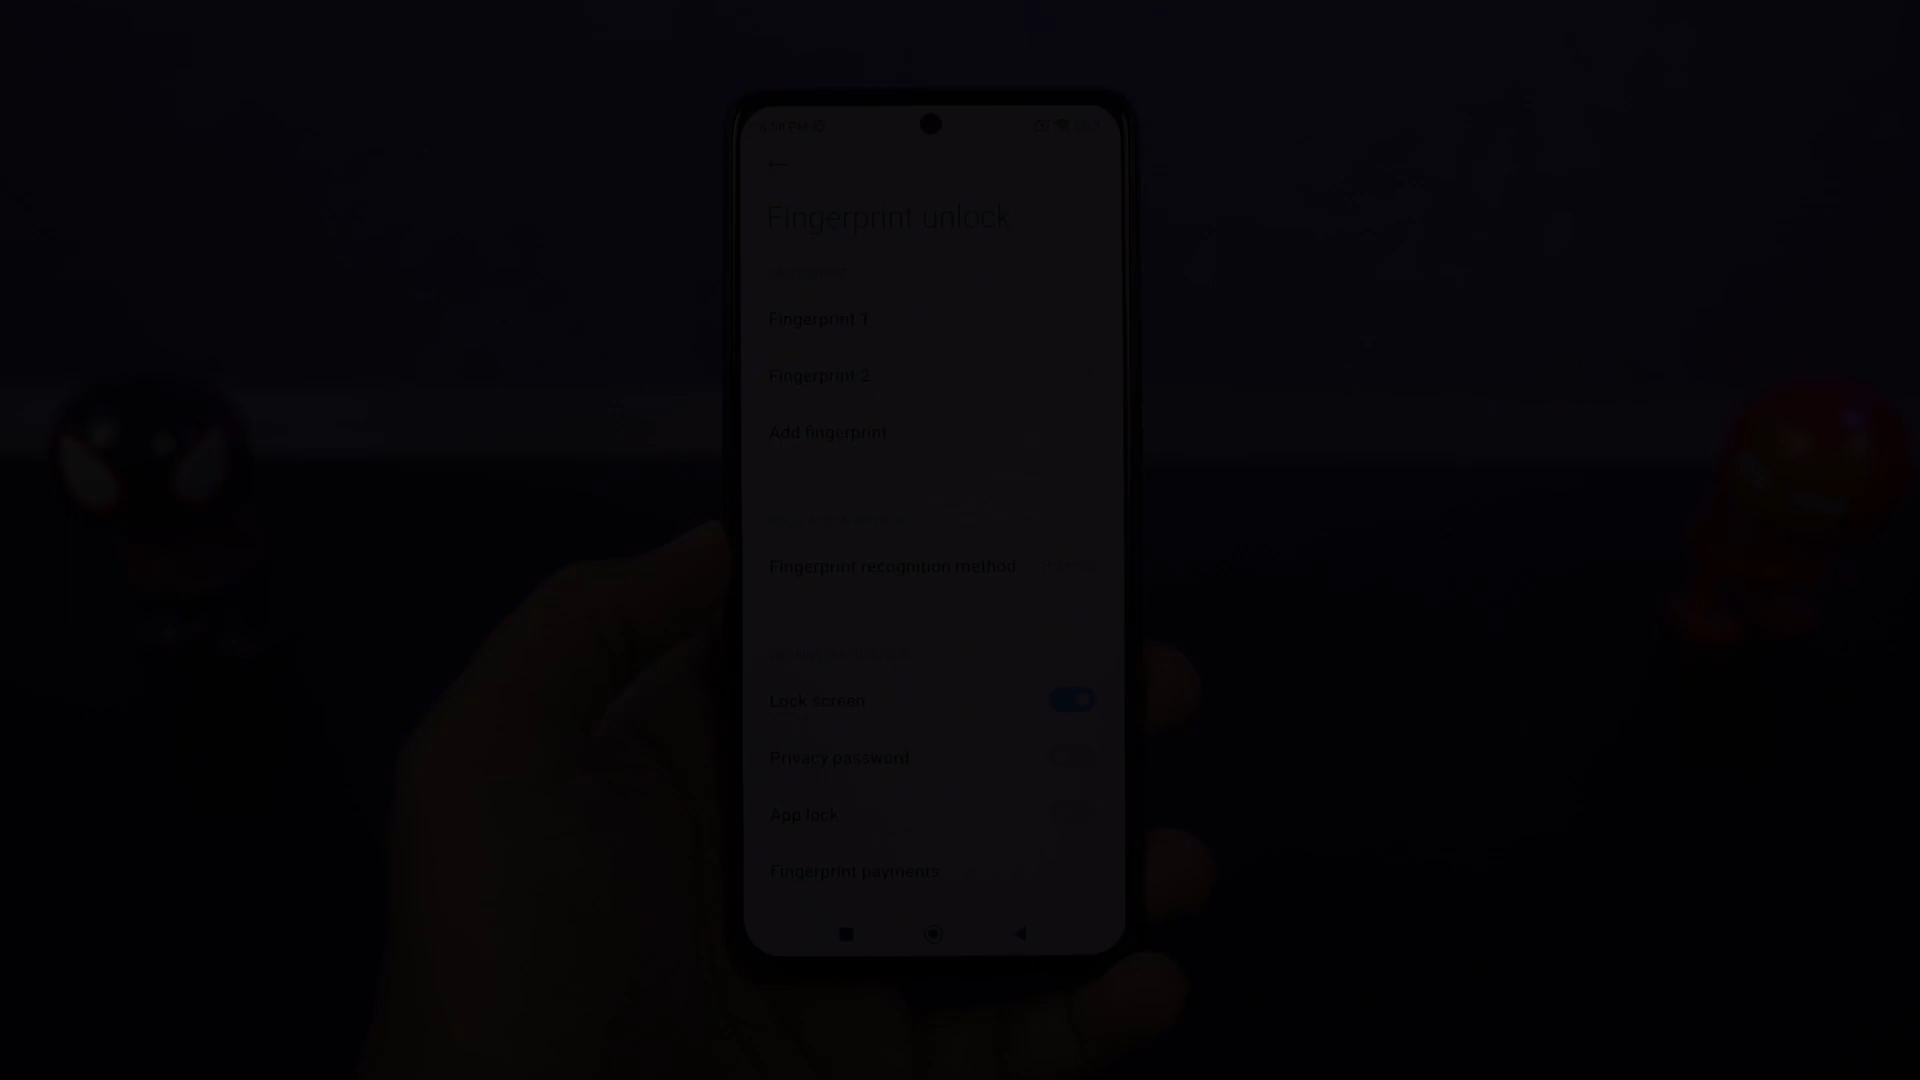 Fingerprint unlock
Fingerprint 1
Fingerprint 2
Add fingerprint
Fingerprint recognition method
Lock screen
Privacy password
App lock
Fingerprint payments